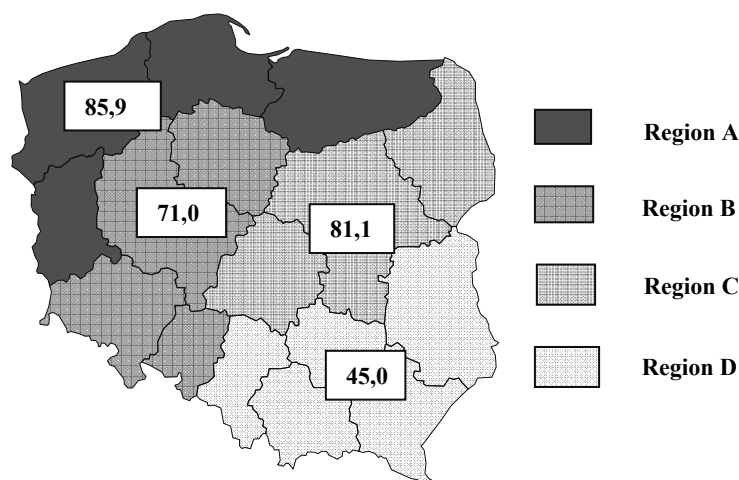 85,9
Region A
71,0
Region B
81,1
Region C
45,0
Region D